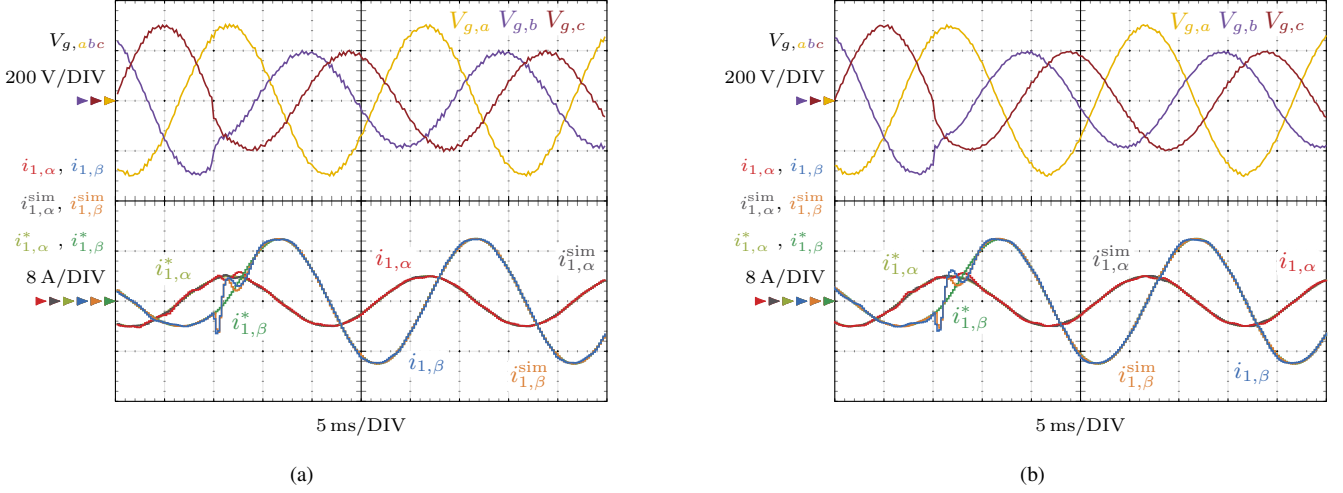 V_{g,abc}
200 V/DIV
i_{1,α}, i_{1,β}
i^{sim}_{1,α}, i^{sim}_{1,β}
i^*_{1,α} , i^*_{1,β}
8 A/DIV
V_{g,a} V_{g,b} V_{g,c}
i^*_{1,α}
i_{1,α}
i^{sim}_{1,α}
i^*_{1,β}
i_{1,β}
i^{sim}_{1,β}
5 ms/DIV
(a)
V_{g,abc}
200 V/DIV
i_{1,α}, i_{1,β}
i^{sim}_{1,α}, i^{sim}_{1,β}
i^*_{1,α} , i^*_{1,β}
8 A/DIV
V_{g,a} V_{g,b} V_{g,c}
i^*_{1,α}
i^{sim}_{1,α}
i_{1,α}
i^*_{1,β}
i^{sim}_{1,β}
i_{1,β}
5 ms/DIV
(b)